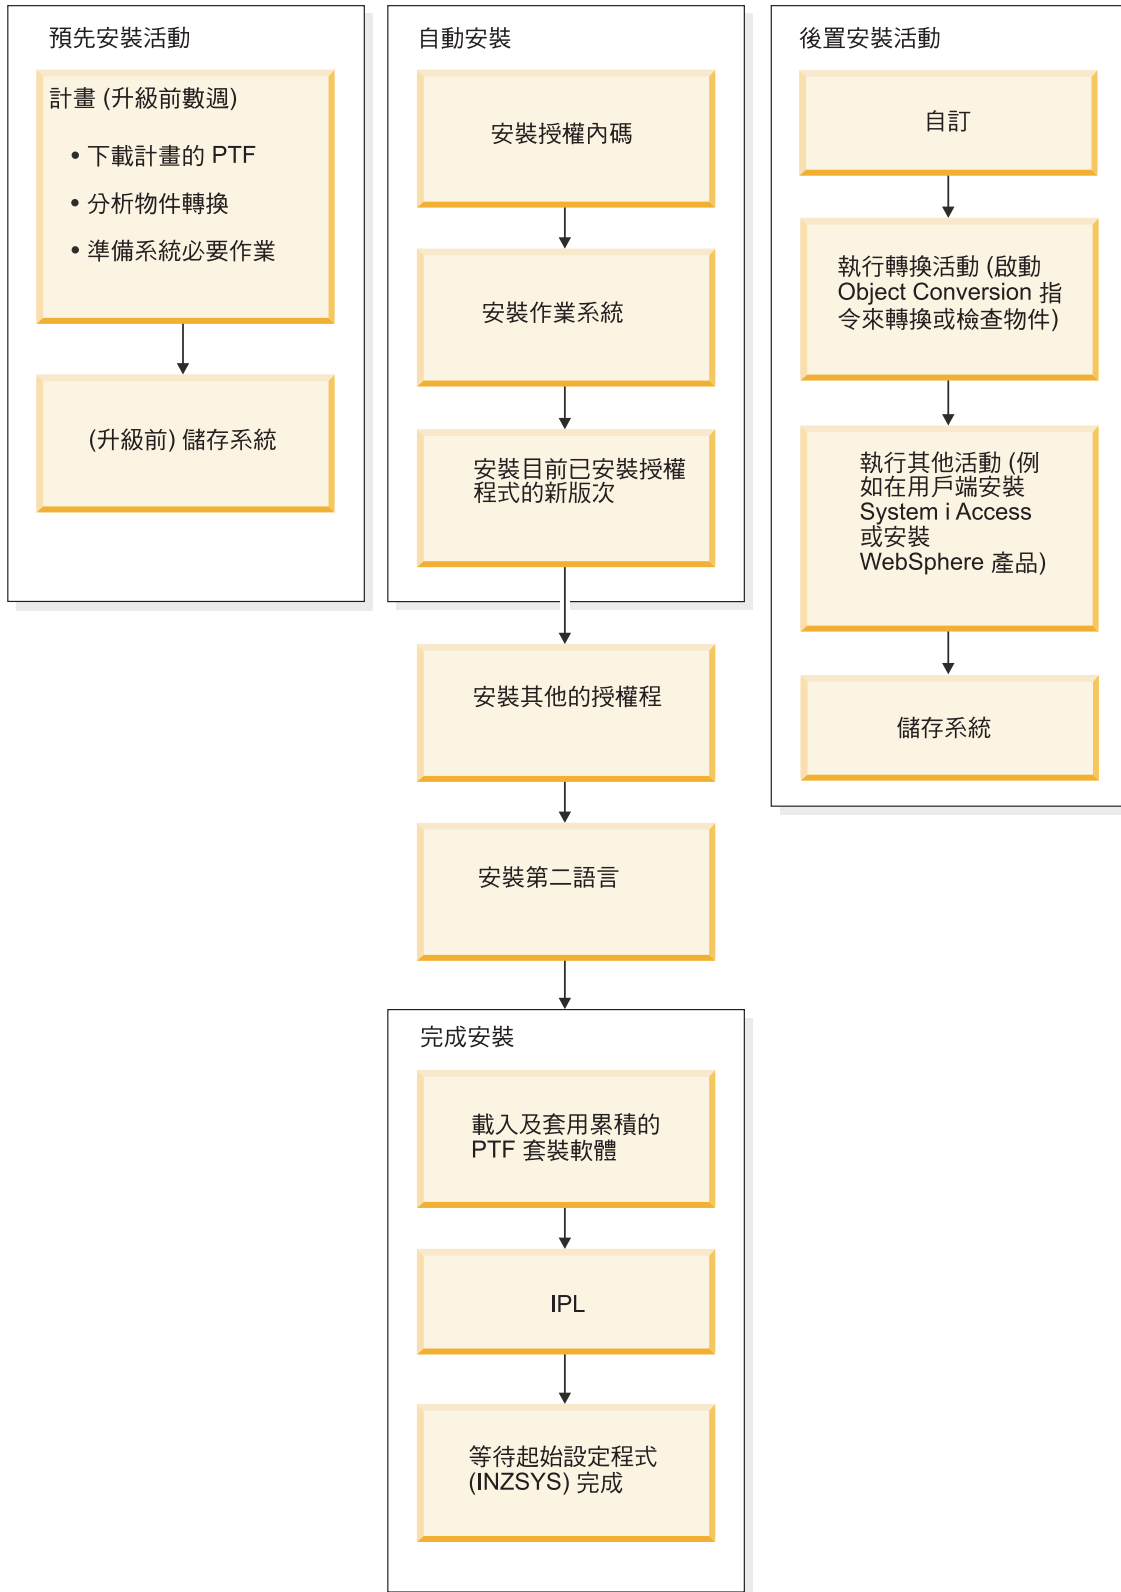 預先安裝活動
計畫 (升級前數週)
• 下載計畫的 PTF
• 分析物件轉換
• 準備系統必要作業
(升級前) 儲存系統
自動安裝
安裝授權內碼
安裝作業系統
安裝目前已安裝授權
程式的新版次
安裝其他的授權程
安裝第二語言
完成安裝
載入及套用累積的
PTF 套裝軟體
IPL
等待起始設定程式
(INZSYS) 完成
後置安裝活動
自訂
執行轉換活動 (啟動
Object Conversion 指
令來轉換或檢查物件)
執行其他活動 (例
如在用戶端安裝
System i Access
或安裝
WebSphere 產品)
儲存系統